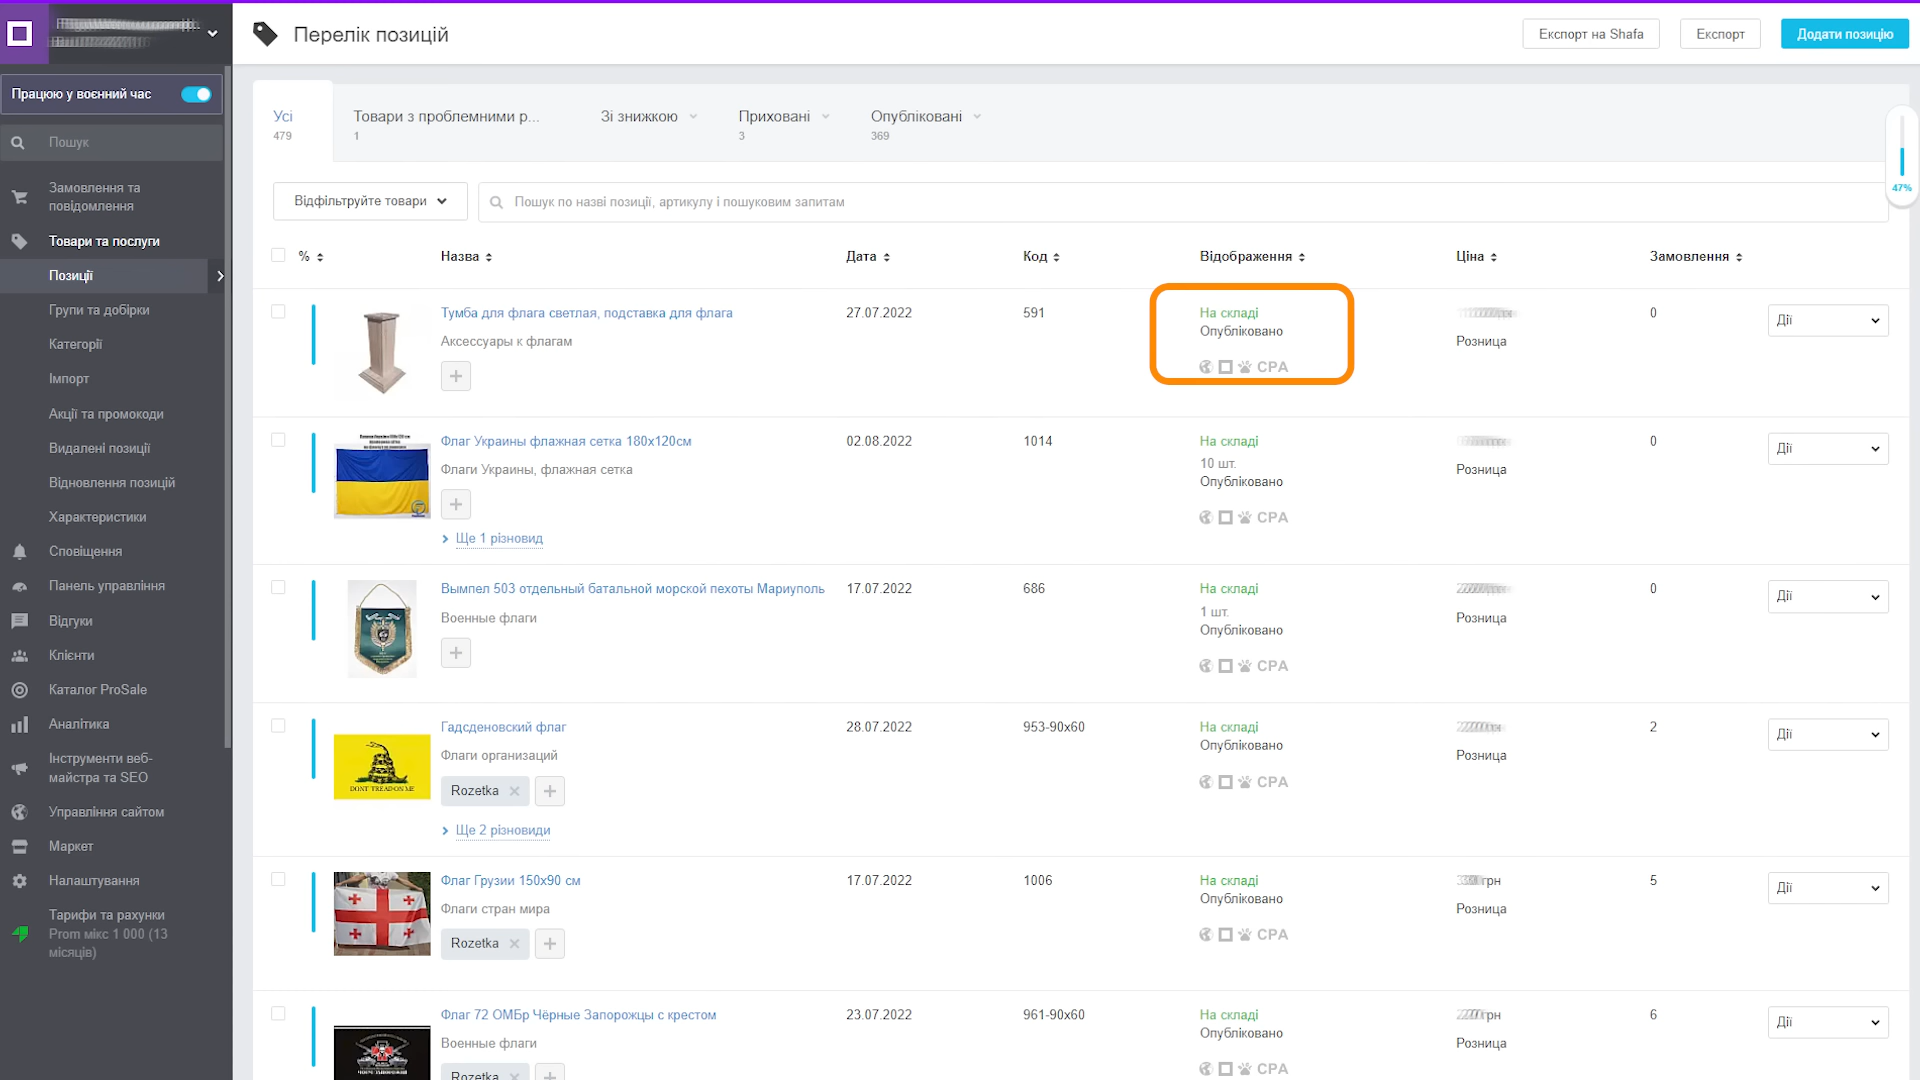 Перелік позицій
Експорт на Shafa
Експорт
Додати позицію
Працюю у воєнний час
Пошук
Замовлення та повідомлення
Товари та послуги
Позиції
Групи та добірки
Категорії
Імпорт
Акції та промокоди
Видалені позиції
Відновлення позицій
Характеристики
Сповіщення
Панель управління
Відгуки
Клієнти
Каталог ProSale
Аналітика
Інструменти веб-
майстра та SEO
Управління сайтом
Маркет
Налаштування
Тарифи та рахунки
Prom мікс 1 000 (13
місяців)
Усі
479
Товари з проблемними р...
1
Зі знижкою
Приховані
3
Опубліковані
369
47%
Відфільтруйте товари
Пошук по назві позиції, артикулу і пошуковим запитам
% Назва Дата Код Відображення Ціна Замовлення
Тумба для флага светлая, подставка для флага 27.07.2022 591 На складі 0 Дії
Опубліковано
Аксессуары к флагам Розница
+ CPA
Флаг Украины флажная сетка 180х120см 02.08.2022 1014 На складі 0 Дії
10 шт.
Флаги Украины, флажная сетка Розница
Опубліковано
+ CPA
Ще 1 різновид
Вымпел 503 отдельный батальной морской пехоты Мариуполь 17.07.2022 686 На складі 0 Дії
1 шт.
Военные флаги Розница
Опубліковано
+ CPA
Гадсденовский флаг 28.07.2022 953-90х60 На складі 2 Дії
Опубліковано
Флаги организаций Розница
DONT TREAD ON ME
Rozetka × + CPA
Ще 2 різновиди
Флаг Грузии 150х90 см 17.07.2022 1006 На складі грн 5 Дії
Опубліковано
Флаги стран мира Розница
Rozetka × + CPA
Флаг 72 ОМБр Чёрные Запорожцы с крестом 23.07.2022 961-90х60 На складі грн 6 Дії
Опубліковано
Военные флаги Розница
Rozetka × + CPA